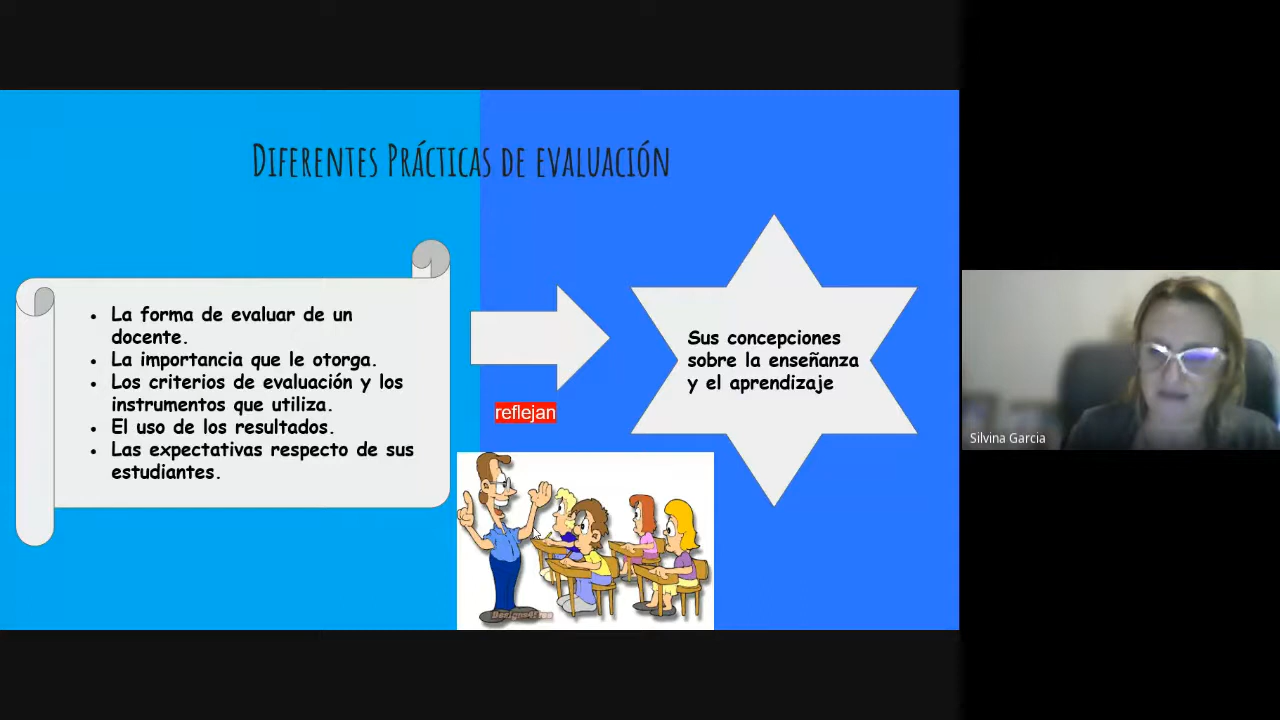 Diferentes Prácticas de evaluación
• La forma de evaluar de un
docente.
• La importancia que le otorga.
• Los criterios de evaluación y los
instrumentos que utiliza.
• El uso de los resultados.
• Las expectativas respecto de sus
estudiantes.
reflejan
Sus concepciones
sobre la enseñanza
y el aprendizaje
Silvina Garcia